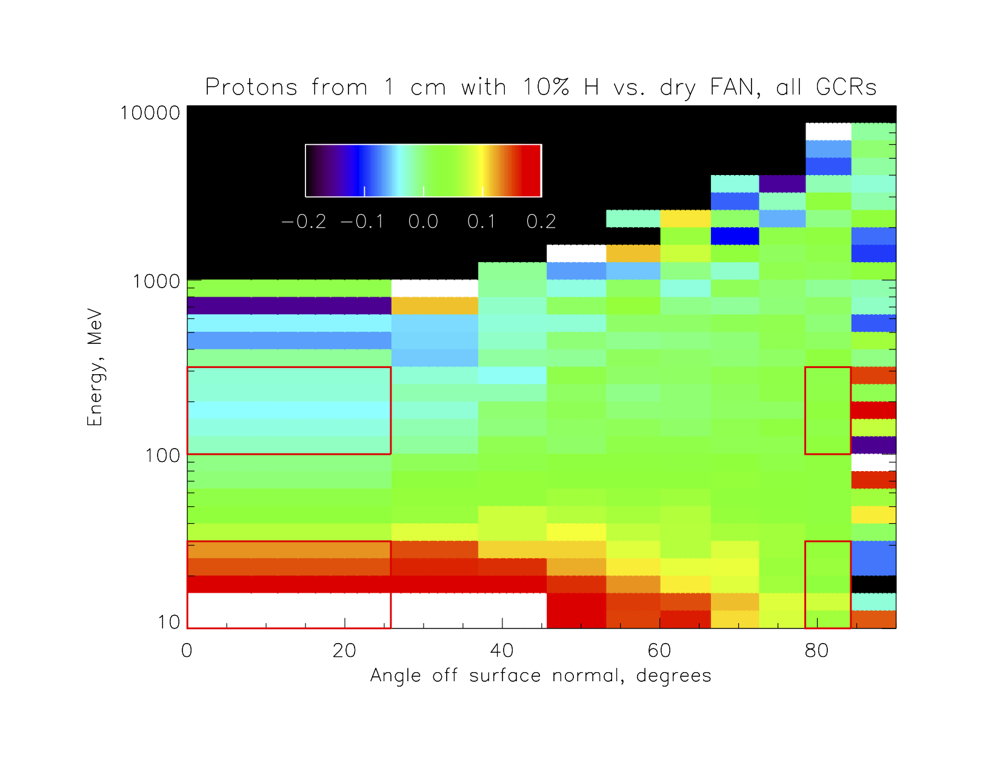 Protons from 1 cm with 10% H vs. dry FAN, all GCRs
10000
−0.2 −0.1 0.0 0.1 0.2
1000
Energy, MeV
100
10
0 20 40 60 80
Angle off surface normal, degrees